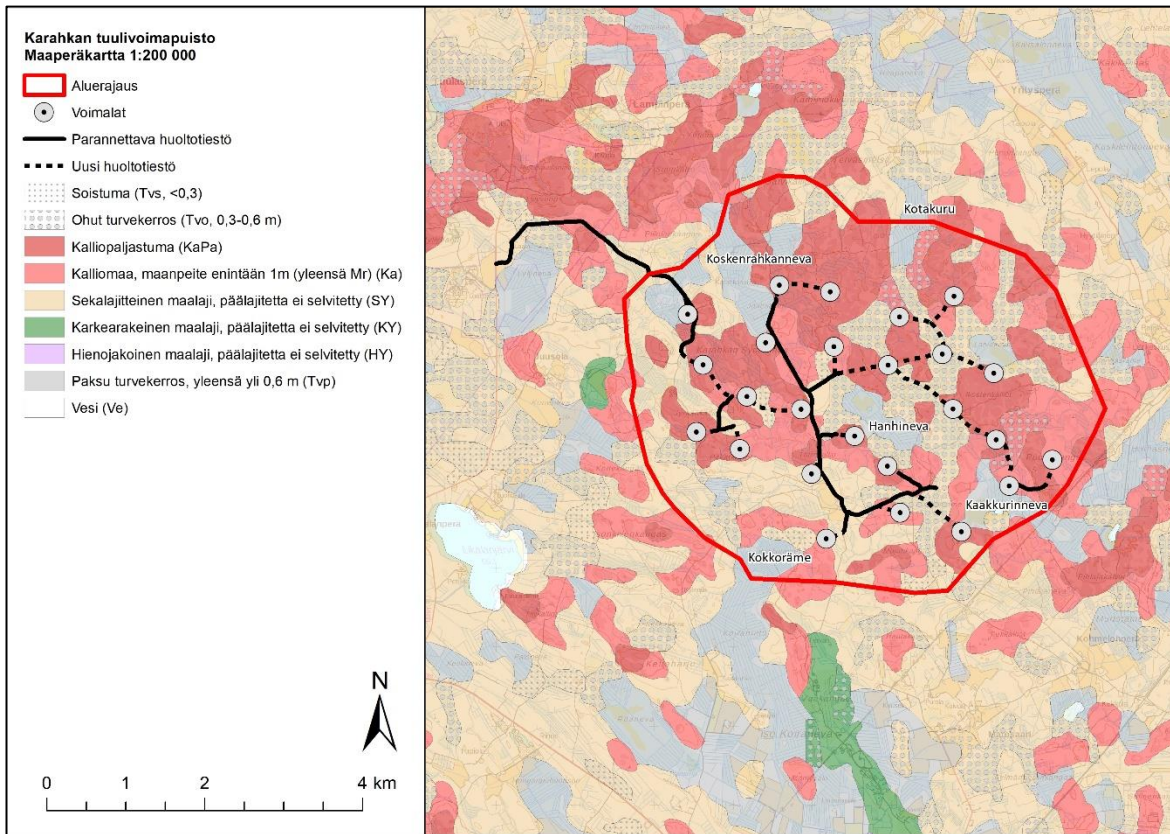 Karahkan tuulivoimapuisto
Maaperäkartta 1:200 000
Aluerajaus
Voimalat
Parannettava huoltotiestö
Uusi huoltotiestö
Soistuma (Tvs, <0,3)
Ohut turvekerros (Tvo, 0,3-0,6 m)
Kalliopaljastuma (KaPa)
Kalliomaa, maanpeite enintään 1m (yleensä Mr) (Ka)
Sekalajitteinen maalaji, päälajitetta ei selvitetty (SY)
Karkearakeinen maalaji, päälajitetta ei selvitetty (KY)
Hienojakoinen maalaji, päälajitetta ei selvitetty (HY)
Paksu turvekerros, yleensä yli 0,6 m (Tvp)
Vesi (Ve)
N
0 1 2 4 km
Kotakuru
Koskenrahkanneva
Hanhineva
Kaakkurinneva
Kokkoräme